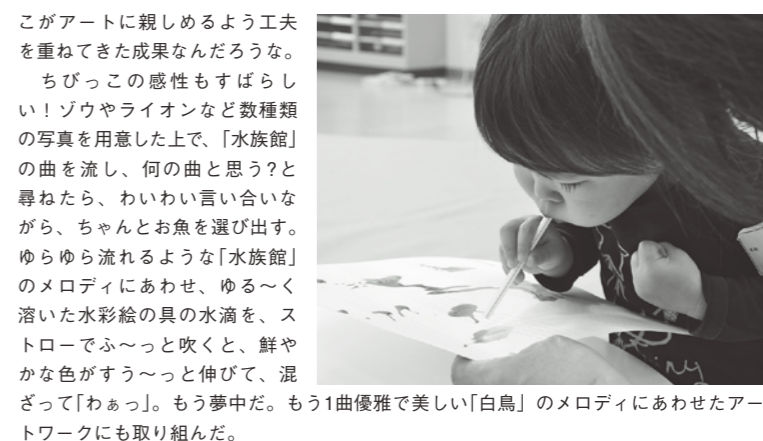 こがアートに親しめるよう工夫
を重ねてきた成果なんだろうな。
　ちびっこの感性もすばらし
い！ゾウやライオンなど数種類
の写真を用意した上で、「水族館」
の曲を流し、何の曲と思う?と
尋ねたら、わいわい言い合いな
がら、ちゃんとお魚を選び出す。
ゆらゆら流れるような「水族館」
のメロディにあわせ、ゆる〜く
溶いた水彩絵の具の水滴を、ス
トローでふ〜っと吹くと、鮮や
かな色がすう〜っと伸びて、混
ざって「わぁっ」。もう夢中だ。もう1曲優雅で美しい「白鳥」のメロディにあわせたアー
トワークにも取り組んだ。